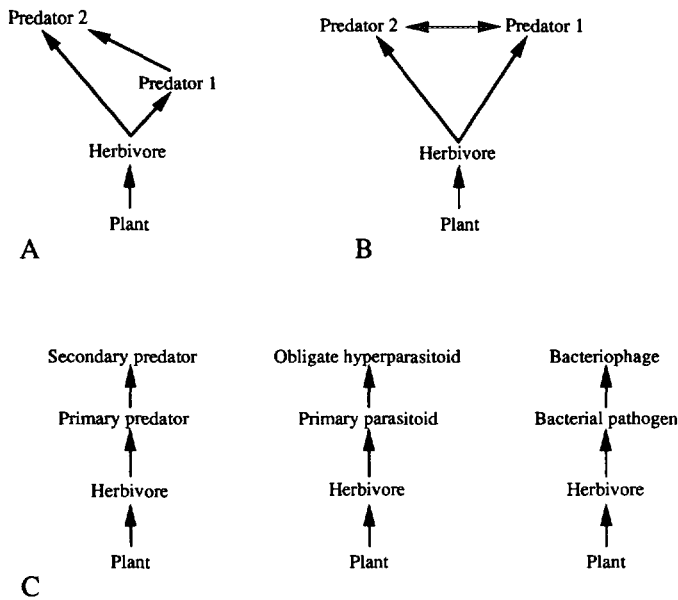 Predator 2
Predator 1
Herbivore
Plant
A
Predator 2 Predator 1
Herbivore
Plant
B
Secondary predator
Primary predator
Herbivore
Plant
Obligate hyperparasitoid
Primary parasitoid
Herbivore
Plant
Bacteriophage
Bacterial pathogen
Herbivore
Plant
C